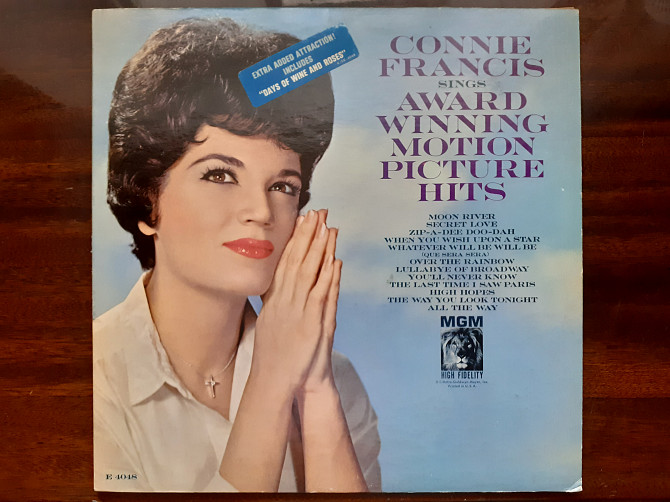 EXTRA ADDED ATTRACTION!
INCLUDES
"DAYS OF WINE AND ROSES"
CONNIE
FRANCIS
SINGS
AWARD
WINNING
MOTION
PICTURE
HITS
MOON RIVER
SECRET LOVE
ZIP-A-DEE DOO-DAH
WHEN YOU WISH UPON A STAR
WHATEVER WILL BE WILL BE
(QUE SERA SERA)
OVER THE RAINBOW
LULLABYE OF BROADWAY
YOU'LL NEVER KNOW
THE LAST TIME I SAW PARIS
HIGH HOPES
THE WAY YOU LOOK TONIGHT
ALL THE WAY
MGM
HIGH FIDELITY
E 4048